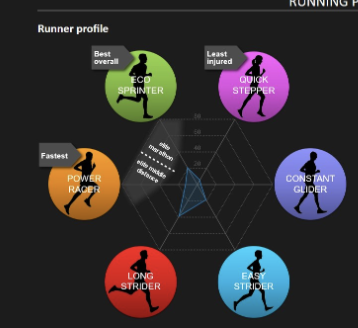 RUNNING P
Runner profile
Best
overall
Least
injured
ECO
SPRINTER
QUICK
STEPPER
elite
marathon
elite middle
distance
Fastest
POWER
RACER
CONSTANT
GLIDER
LONG
STRIDER
EASY
STRIDER